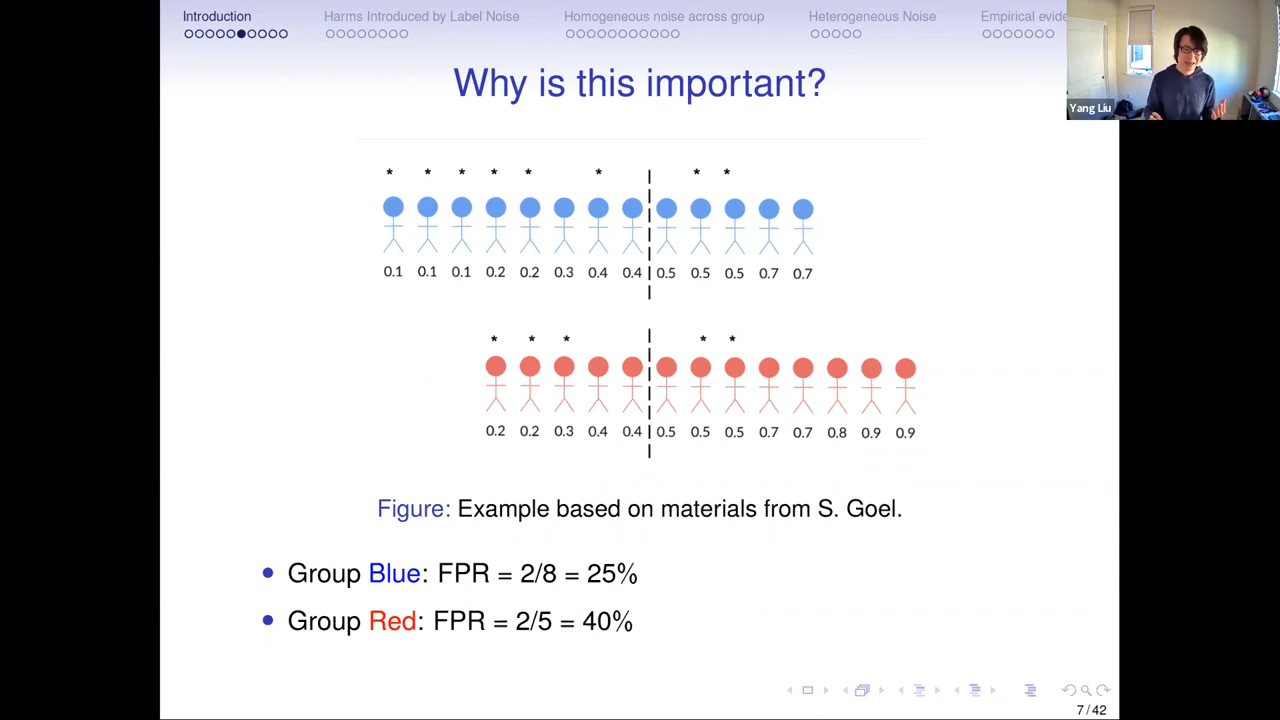 Introduction Harms Introduced by Label Noise Homogeneous noise across group Heterogeneous Noise Empirical evide
Yang Liu
Why is this important?
* * * * * * * *
0.1 0.1 0.1 0.2 0.2 0.3 0.4 0.4 0.5 0.5 0.5 0.7 0.7
* * * * *
0.2 0.2 0.3 0.4 0.4 0.5 0.5 0.5 0.7 0.7 0.8 0.9 0.9
Figure: Example based on materials from S. Goel.
• Group Blue: FPR = 2/8 = 25%
• Group Red: FPR = 2/5 = 40%
7 / 42